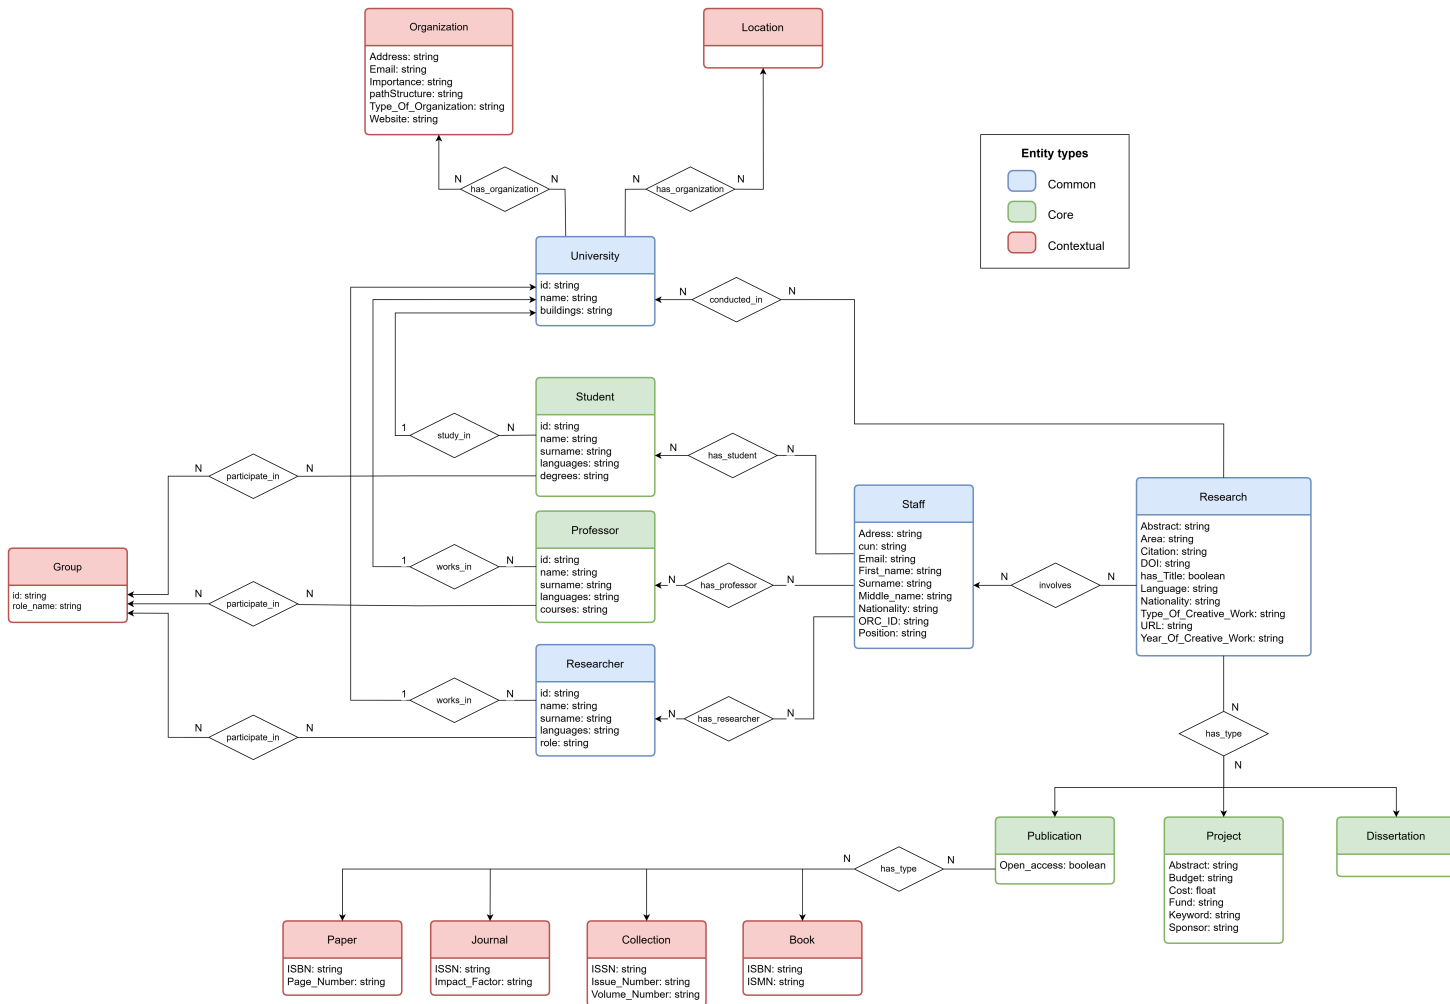 Organization
Address: string
Email: string
Importance: string
pathStructure: string
Type_Of_Organization: string
Website: string
Location
Entity types
Common
Core
Contextual
N
has_organization
N
N
has_organization
N
University
id: string
name: string
buildings: string
N
conducted_in
N
Student
id: string
name: string
surname: string
languages: string
degrees: string
1
study_in
N
N
has_student
N
N
participate_in
N
Staff
Adress: string
cun: string
Email: string
First_name: string
Surname: string
Middle_name: string
Nationality: string
ORC_ID: string
Position: string
Research
Abstract: string
Area: string
Citation: string
DOI: string
has_Title: boolean
Language: string
Nationality: string
Type_Of_Creative_Work: string
URL: string
Year_Of_Creative_Work: string
Professor
id: string
name: string
surname: string
languages: string
courses: string
1
works_in
N
N
has_professor
N
N
involves
N
Group
id: string
role_name: string
N
participate_in
N
Researcher
id: string
name: string
surname: string
languages: string
role: string
1
works_in
N
N
has_researcher
N
N
participate_in
N
N
has_type
N
Publication
Open_access: boolean
Project
Abstract: string
Budget: string
Cost: float
Fund: string
Keyword: string
Sponsor: string
Dissertation
N
has_type
N
Paper
ISBN: string
Page_Number: string
Journal
ISSN: string
Impact_Factor: string
Collection
ISSN: string
Issue_Number: string
Volume_Number: string
Book
ISBN: string
ISMN: string